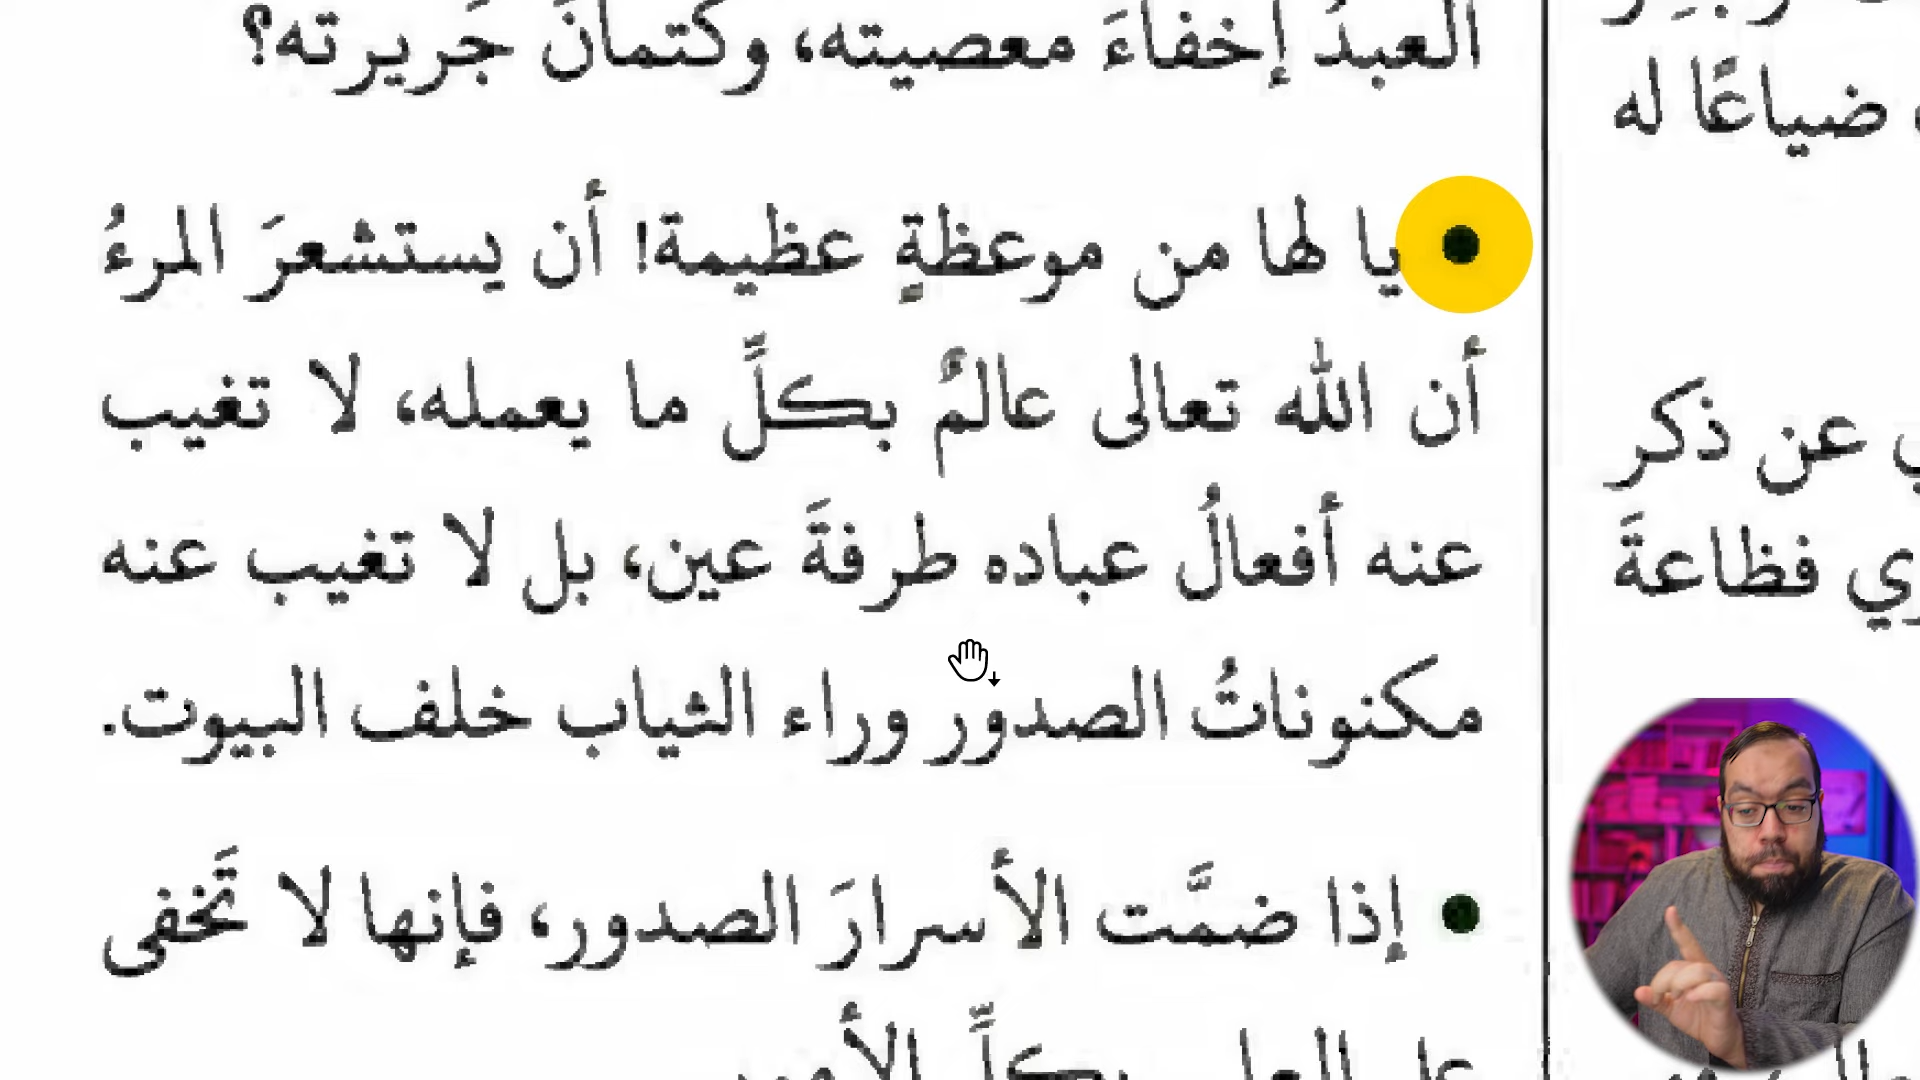 العبدُ إخفاءَ معصيته، وكتمانَ جَريرته؟
يا لها من موعظةٍ عظيمة! أن يستشعرَ المرءُ
أن الله تعالى عالمٌ بكلِّ ما يعمله، لا تغيب
عنه أفعالُ عباده طرفةَ عين، بل لا تغيب عنه
مكنوناتُ الصدور وراء الثياب خلف البيوت.
• إذا ضمَّت الأسرارَ الصدور، فإنها لا تَخفى
ضياعًا له
عن ذكر
فظاعةَ